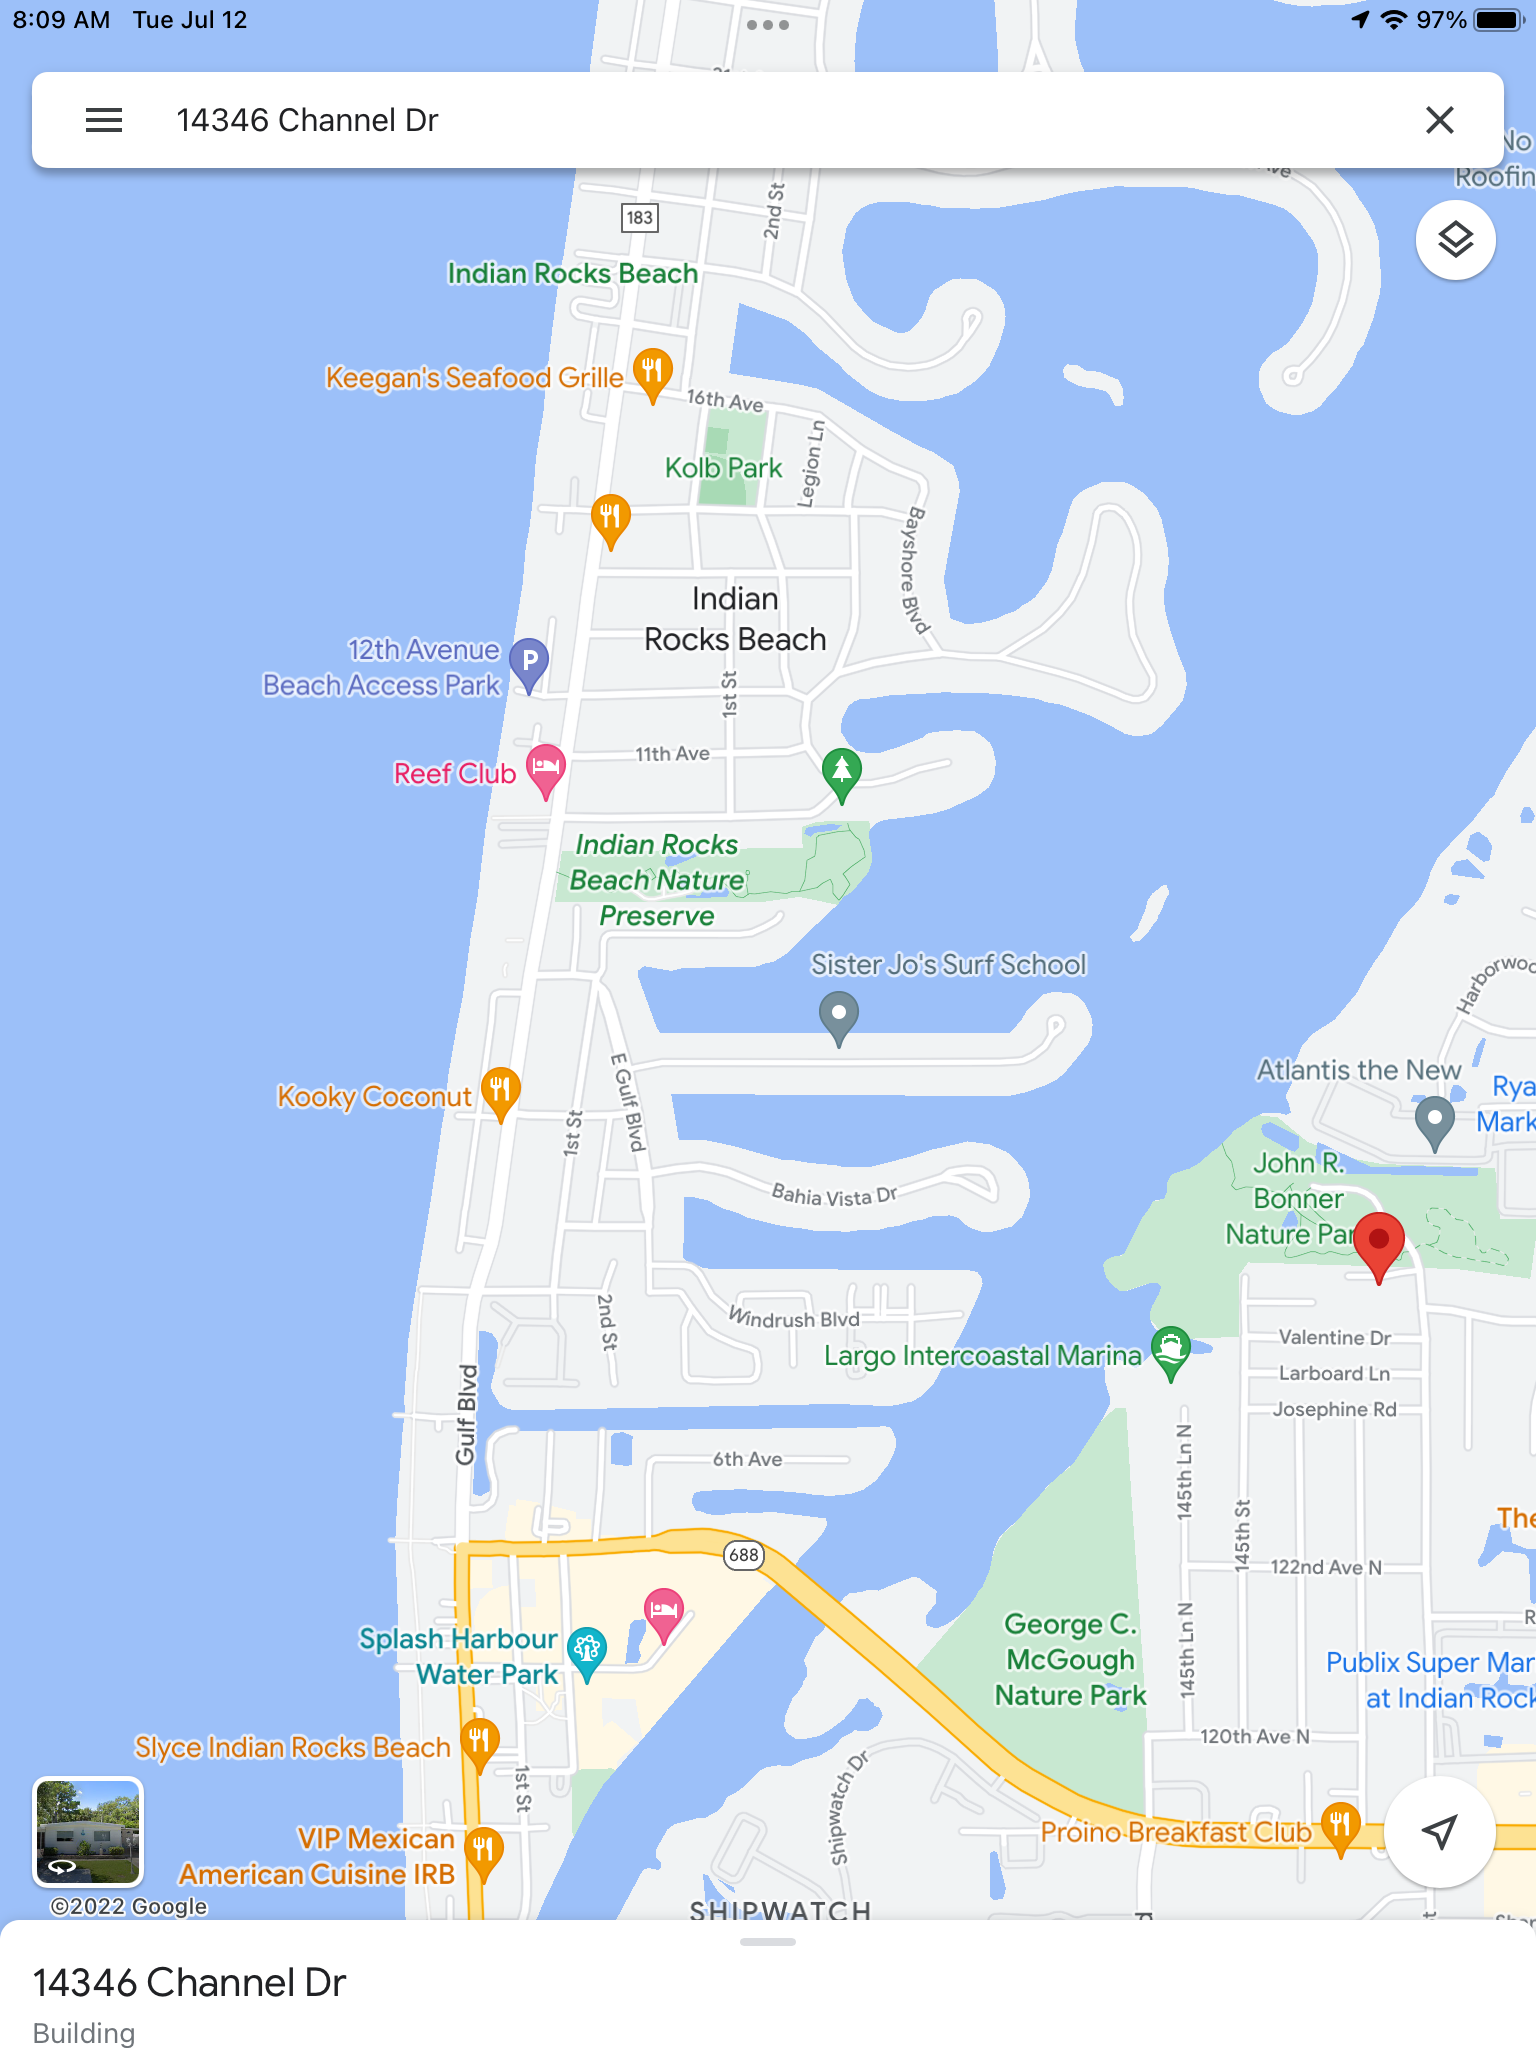 8:09 AM Tue Jul 12
97%
14346 Channel Dr
No
Roofin
Ave
2nd St
183
Indian Rocks Beach
Keegan's Seafood Grille
16th Ave
Legion Ln
Kolb Park
Bayshore Blvd
Indian
Rocks Beach
12th Avenue
Beach Access Park
P
1st St
11th Ave
Reef Club
Indian Rocks
Beach Nature
Preserve
Sister Jo's Surf School
Harborwoo
Atlantis the New
E Gulf Blvd
Kooky Coconut
Rya
Mark
1st St
John R.
Bonner
Nature Par
Bahia Vista Dr
2nd St
Windrush Blvd
Valentine Dr
Largo Intercoastal Marina
Larboard Ln
Gulf Blvd
Josephine Rd
6th Ave
145th Ln N
145th St
The
688
122nd Ave N
George C.
McGough
Nature Park
R
Splash Harbour
Water Park
145th Ln N
Publix Super Mar
at Indian Rock
Slyce Indian Rocks Beach
120th Ave N
1st St
Shipwatch Dr
VIP Mexican
American Cuisine IRB
Proino Breakfast Club
©2022 Google
SHIPWATCH
14346 Channel Dr
Building